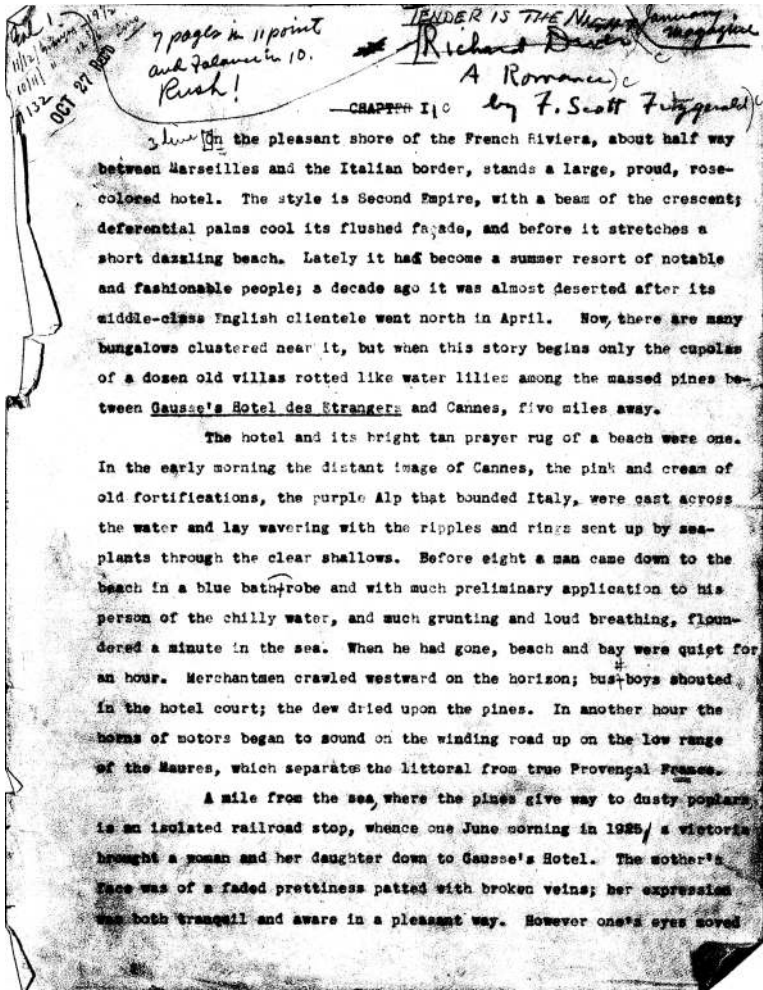 TENDER IS THE NIGHT January
magazine
7 pages in 11 point
and balance in 10.
Rush!
Richard Diver
A Romance
by F. Scott Fitzgerald
OCT 27 RECD
CHAPTER I
3 line On the pleasant shore of the French Riviera, about half way
between Marseilles and the Italian border, stands a large, proud, rose-
colored hotel. The style is Second Empire, with a beam of the crescent;
deferential palms cool its flushed façade, and before it stretches a
short dazzling beach. Lately it had become a summer resort of notable
and fashionable people; a decade ago it was almost deserted after its
middle-class English clientele went north in April. Now, there are many
bungalows clustered near it, but when this story begins only the cupolas
of a dozen old villas rotted like water lilies among the massed pines be-
tween Gausse's Hotel des Etrangers and Cannes, five miles away.
The hotel and its bright tan prayer rug of a beach were one.
In the early morning the distant image of Cannes, the pink and cream of
old fortifications, the purple Alp that bounded Italy, were cast across
the water and lay wavering with the ripples and rings sent up by sea-
plants through the clear shallows. Before eight a man came down to the
beach in a blue bathrobe and with much preliminary application to his
person of the chilly water, and much grunting and loud breathing, floun-
dered a minute in the sea. When he had gone, beach and bay were quiet for
an hour. Merchantmen crawled westward on the horizon; bus boys shouted
in the hotel court; the dew dried upon the pines. In another hour the
horns of motors began to sound on the winding road up on the low range
of the Maures, which separates the littoral from true Provençal France.
A mile from the sea, where the pines give way to dusty poplars,
is an isolated railroad stop, whence one June morning in 1925, a victoria
brought a woman and her daughter down to Gausse's Hotel. The mother's
face was of a faded prettiness patted with broken veins; her expression
was both tranquil and aware in a pleasant way. However one's eyes moved